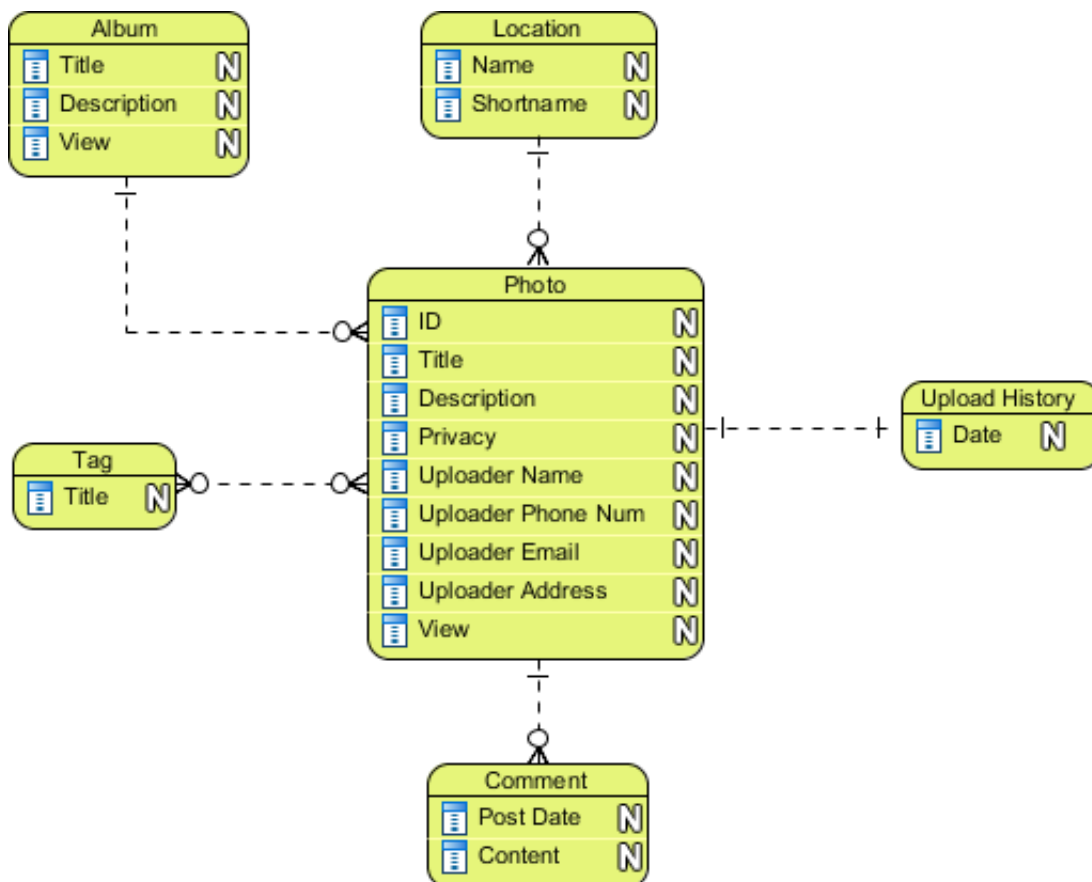 Album
Title N
Description N
View N
Location
Name N
Shortname N
Photo
ID N
Title N
Description N
Privacy N
Uploader Name N
Uploader Phone Num N
Uploader Email N
Uploader Address N
View N
Upload History
Date N
Tag
Title N
Comment
Post Date N
Content N